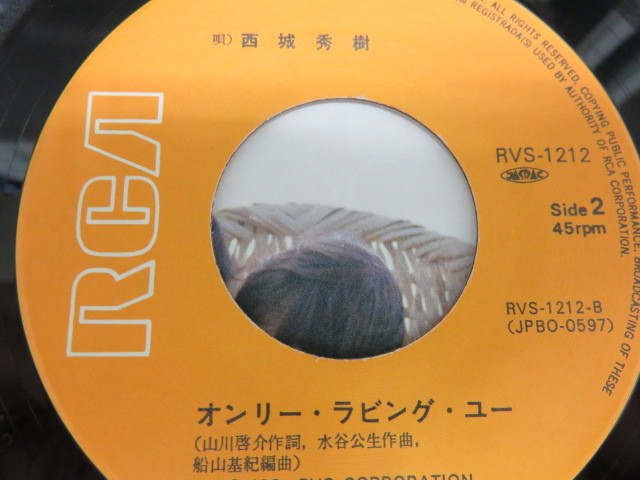 唄)西城秀樹
RCA
RVS-1212
JASRAC
Side 2
45rpm
RVS-1212-B
(JPBO-0597)
オンリー・ラビング・ユー
(山川啓介作詞, 水谷公生作曲,
船山基紀編曲)
RVC CORPORATION
ALL RIGHTS RESERVED. COPYING PUBLIC PERFORMANCE. BROADCASTING OF THESE
REGISTRADA(S) USED BY AUTHORITY OF RCA CORPORATION.